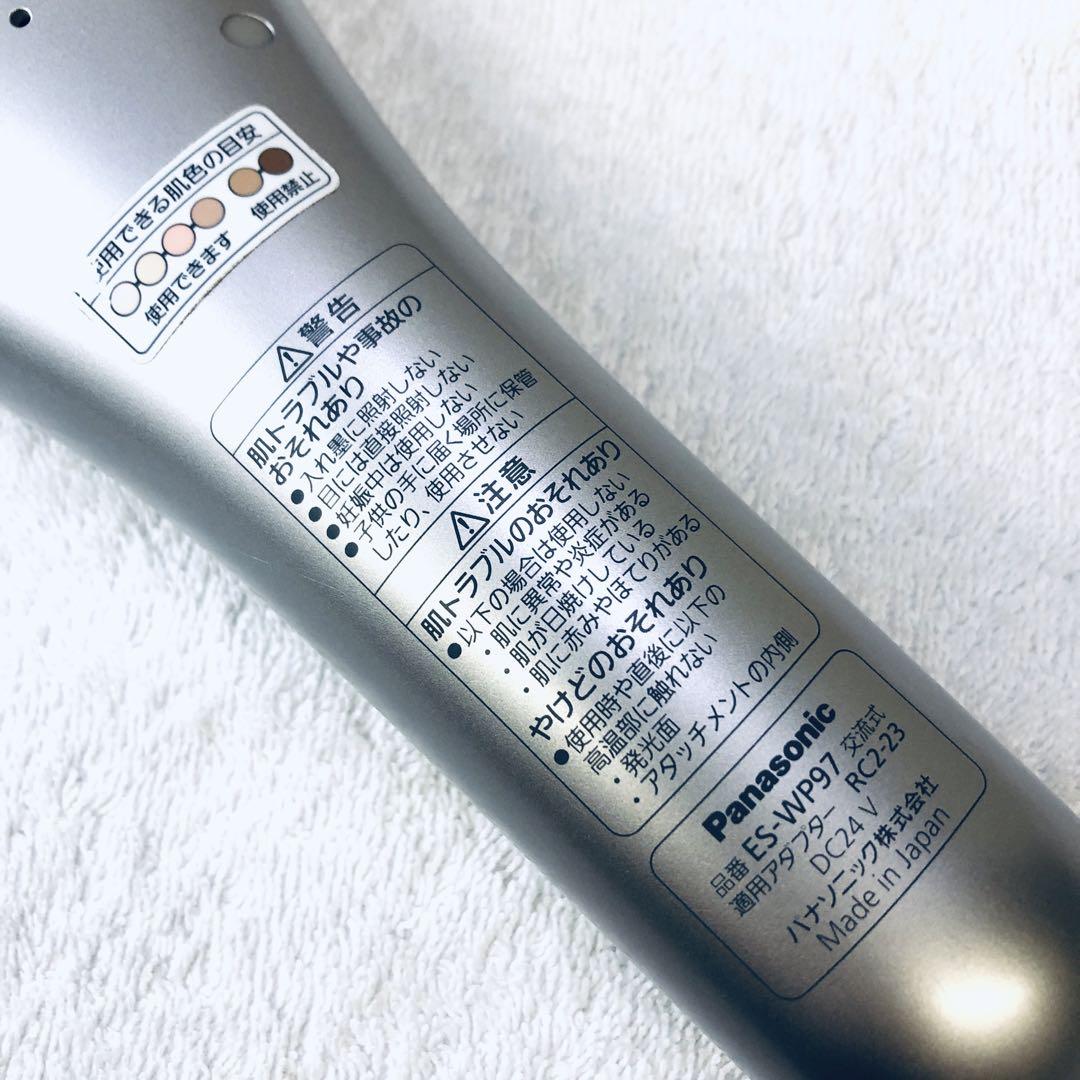 使用できる肌色の目安
使用できます
使用禁止
警告
肌トラブルや事故の
おそれあり
●入れ墨に照射しない
●目には直接照射しない
●妊娠中は使用しない
●子供の手に届く場所に保管
したり、使用させない
注意
肌トラブルのおそれあり
●以下の場合は使用しない
・肌に異常や炎症がある
・肌が日焼けしている
・肌に赤みやほてりがある
やけどのおそれあり
●使用時や直後に以下の
高温部に触れない
・発光面
・アタッチメントの内側
Panasonic
品番 ES-WP97 交流式
適用アダプター RC2-23
DC24 V
パナソニック株式会社
Made in Japan